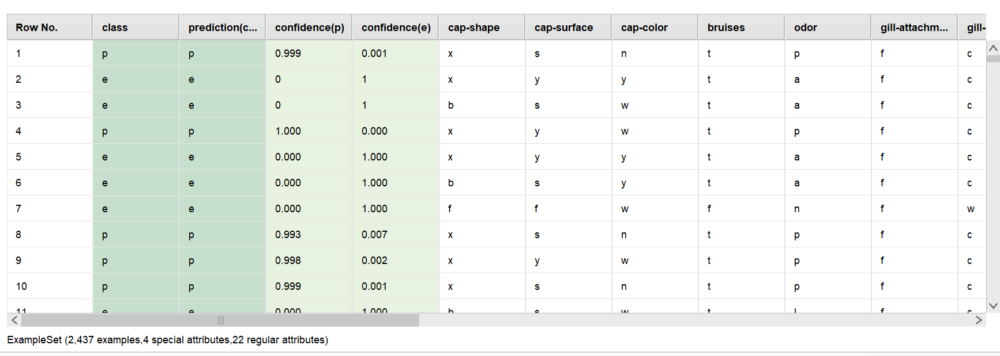 Row No. class prediction(c... confidence(p) confidence(e) cap-shape cap-surface cap-color bruises odor gill-attachm... gill-
1 p p 0.999 0.001 x s n t p f c
2 e e 0 1 x y y t a f c
3 e e 0 1 b s w t a f c
4 p p 1.000 0.000 x y w t p f c
5 e e 0.000 1.000 x y y t a f c
6 e e 0.000 1.000 b s y t a f c
7 e e 0.000 1.000 f f w f n f w
8 p p 0.993 0.007 x s n t p f c
9 p p 0.998 0.002 x y w t p f c
10 p p 0.999 0.001 x s n t p f c
11 e e 0.000 1.000 b s w t l f c
ExampleSet (2,437 examples,4 special attributes,22 regular attributes)